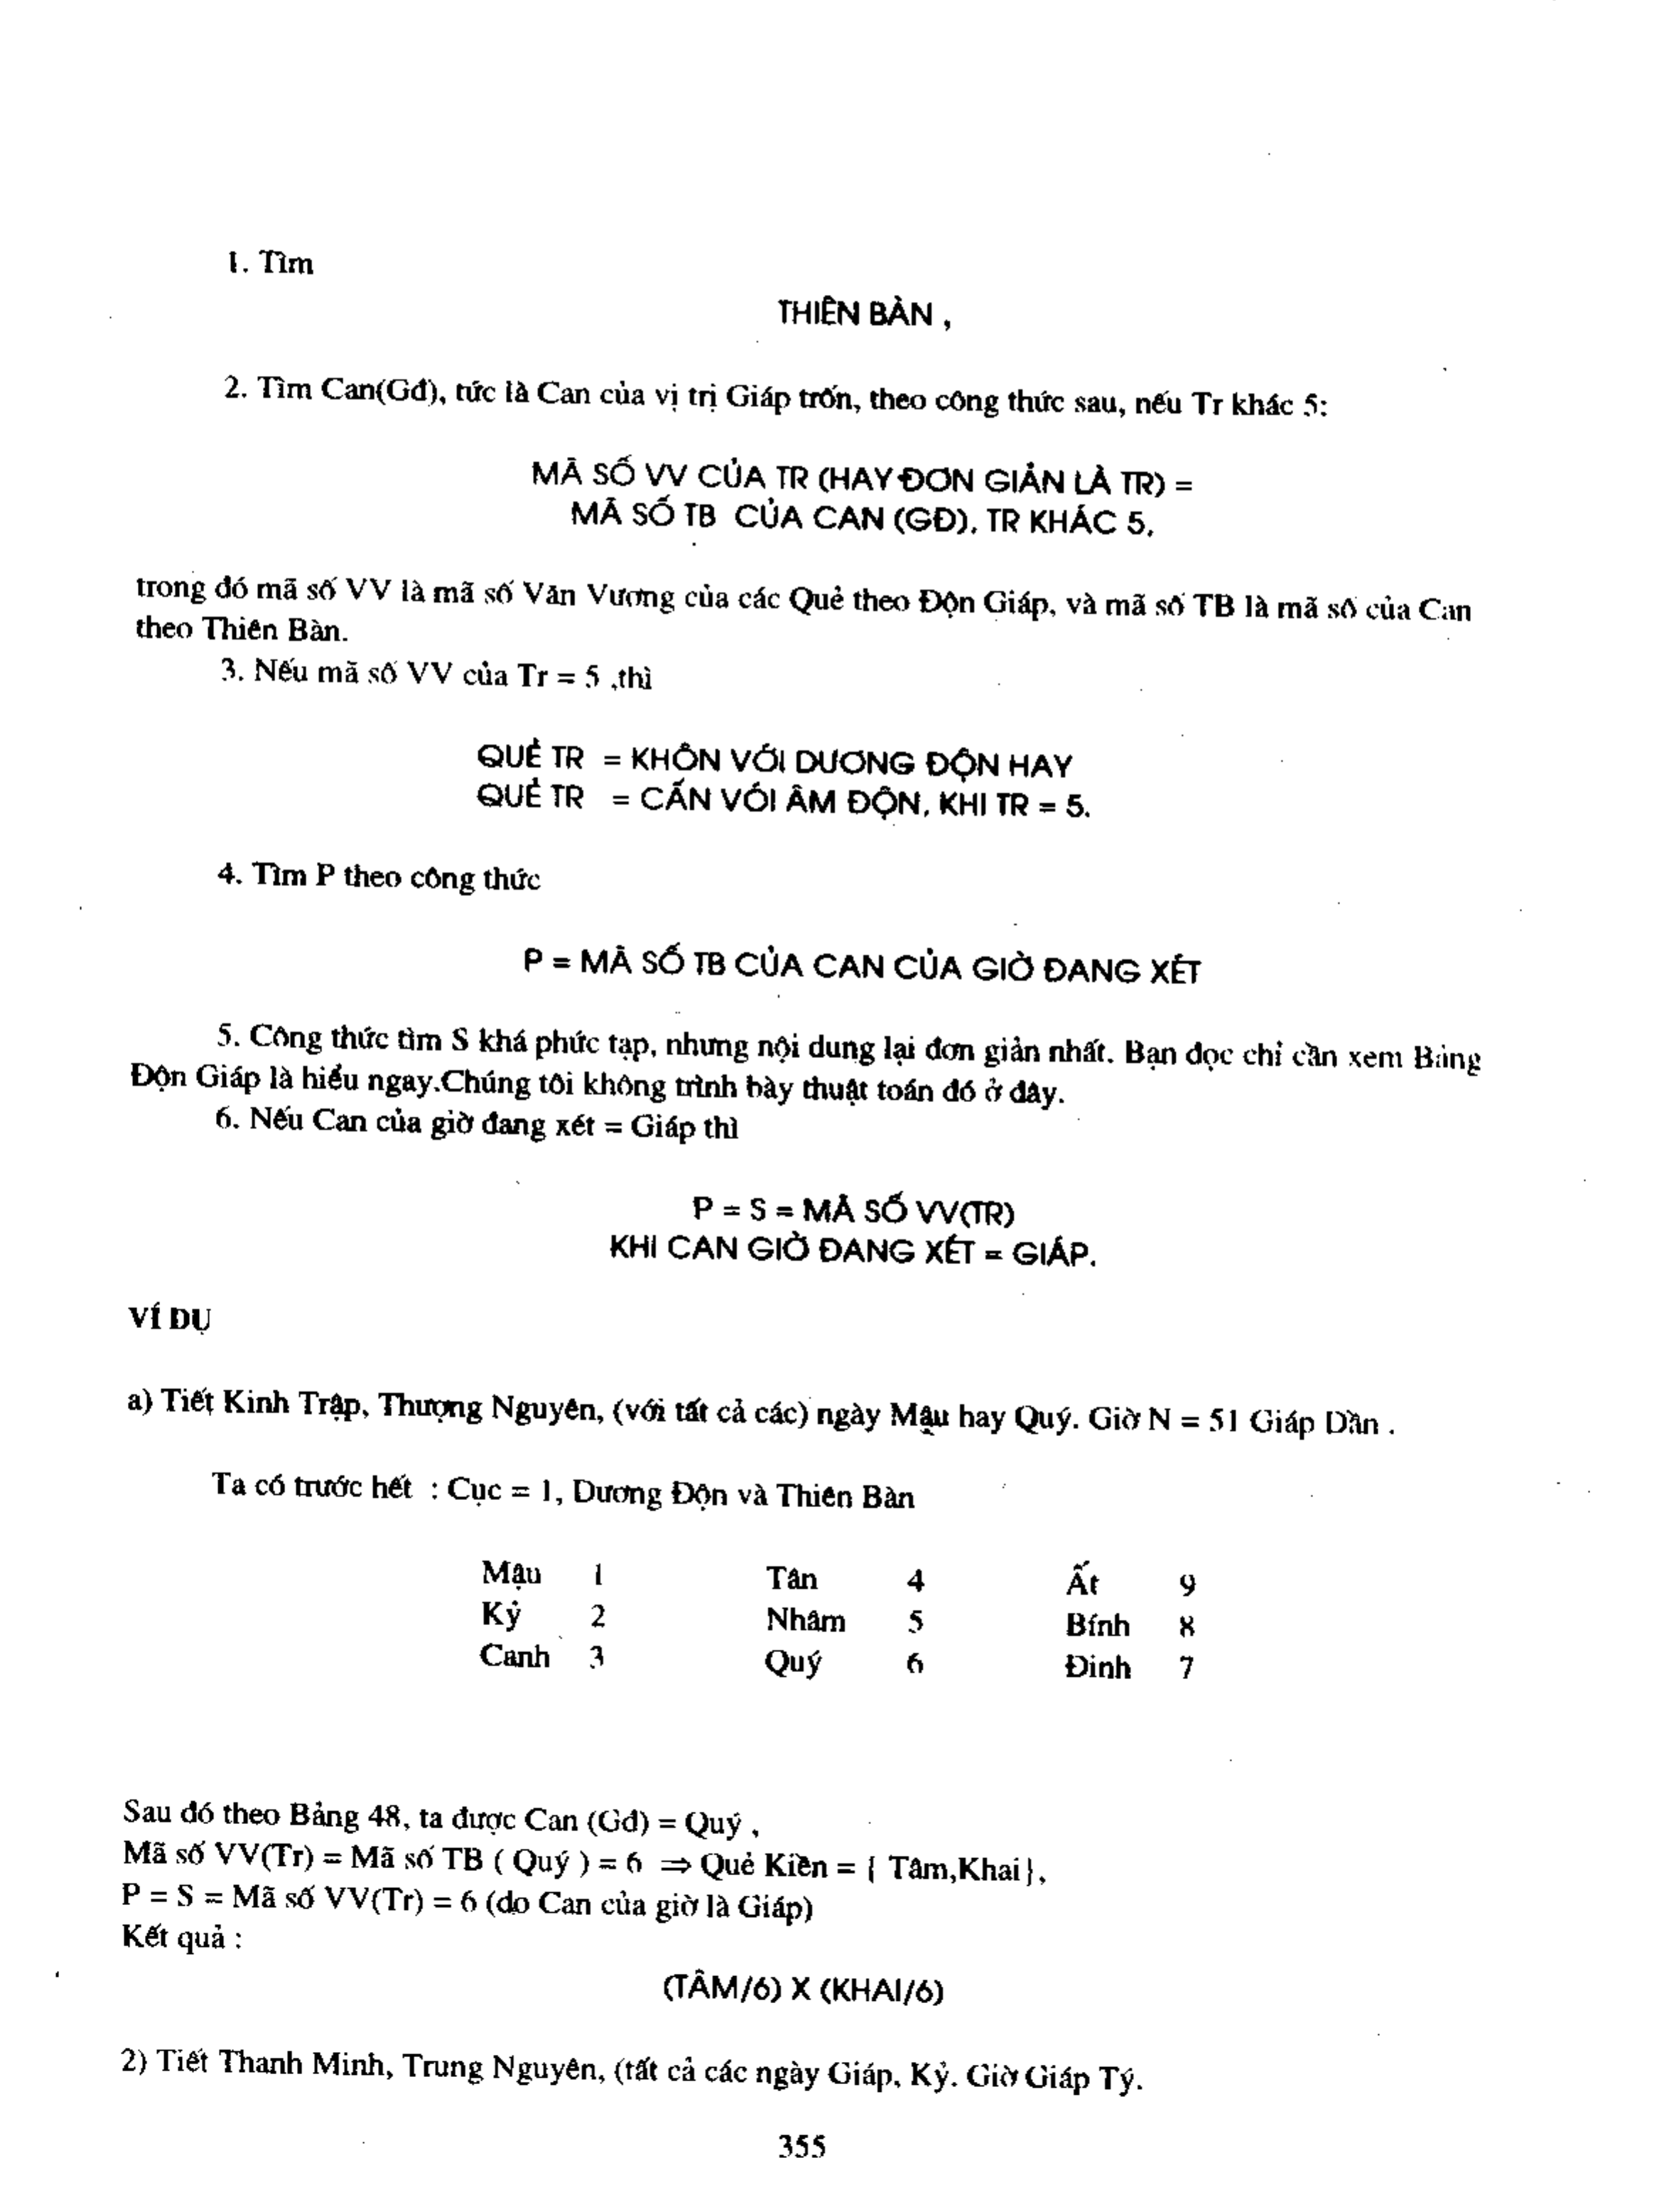 1. Tìm
THIÊN BÀN ,
2. Tìm Can(Gđ), tức là Can của vị trị Giáp trốn, theo công thức sau, nếu Tr khác 5:
MÃ SỐ VV CỦA TR (HAY ĐƠN GIẢN LÀ TR) =
MÃ SỐ TB CỦA CAN (GĐ), TR KHÁC 5,
trong đó mã số VV là mã số Văn Vương của các Quẻ theo Độn Giáp, và mã số TB là mã số của Can
theo Thiên Bàn.
3. Nếu mã số VV của Tr = 5 ,thì
QUẺ TR = KHÔN VỚI DƯƠNG ĐỘN HAY
QUẺ TR = CẤN VỚI ÂM ĐỘN, KHI TR = 5.
4. Tìm P theo công thức
P = MÃ SỐ TB CỦA CAN CỦA GIỜ ĐANG XÉT
5. Công thức tìm S khá phức tạp, nhưng nội dung lại đơn giản nhất. Bạn đọc chỉ cần xem Bảng
Độn Giáp là hiểu ngay.Chúng tôi không trình bày thuật toán đó ở đây.
6. Nếu Can của giờ đang xét = Giáp thì
P = S = MÃ SỐ VV(TR)
KHI CAN GIỜ ĐANG XÉT = GIÁP.
VÍ DỤ
a) Tiết Kinh Trập, Thượng Nguyên, (với tất cả các) ngày Mậu hay Quý. Giờ N = 51 Giáp Dần .
Ta có trước hết : Cục = 1, Dương Độn và Thiên Bàn
Mậu 1 Tân 4 Ất 9
Kỷ 2 Nhâm 5 Bính 8
Canh 3 Quý 6 Đinh 7
Sau đó theo Bảng 48, ta được Can (Gđ) = Quý ,
Mã số VV(Tr) = Mã số TB ( Quý ) = 6 ⇒ Quẻ Kiền = { Tâm,Khai},
P = S = Mã số VV(Tr) = 6 (do Can của giờ là Giáp)
Kết quả :
(TÂM/6) X (KHAI/6)
2) Tiết Thanh Minh, Trung Nguyên, (tất cả các ngày Giáp, Kỷ. Giờ Giáp Tý.
355